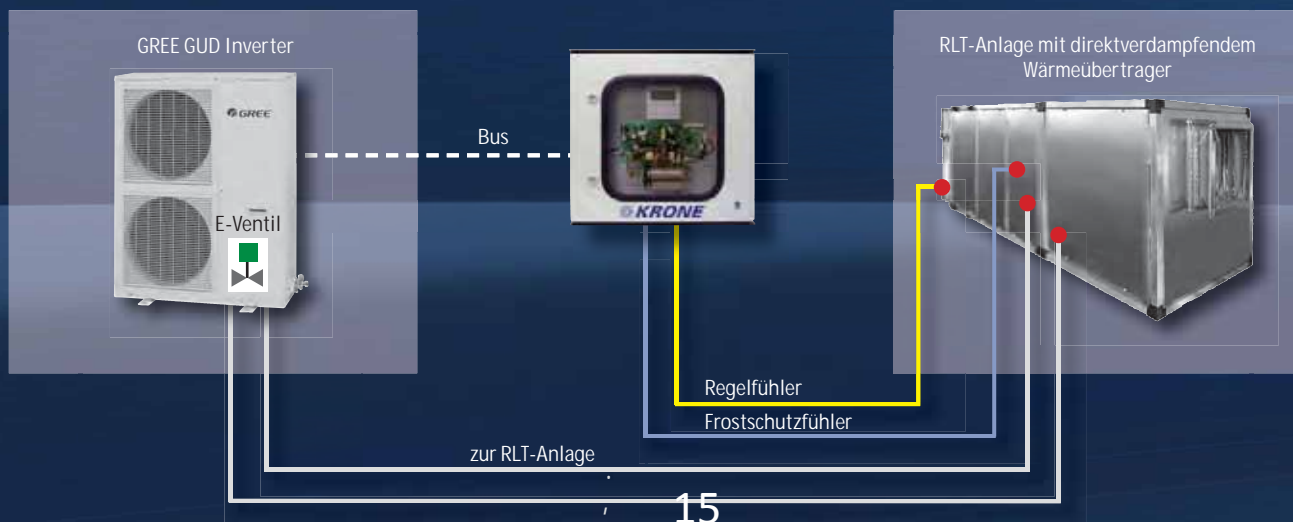 GREE GUD Inverter
RLT-Anlage mit direktverdampfendem
Wärmeübertrager
GREE
Bus
E-Ventil
KRONE
Regelfühler
Frostschutzfühler
zur RLT-Anlage
15